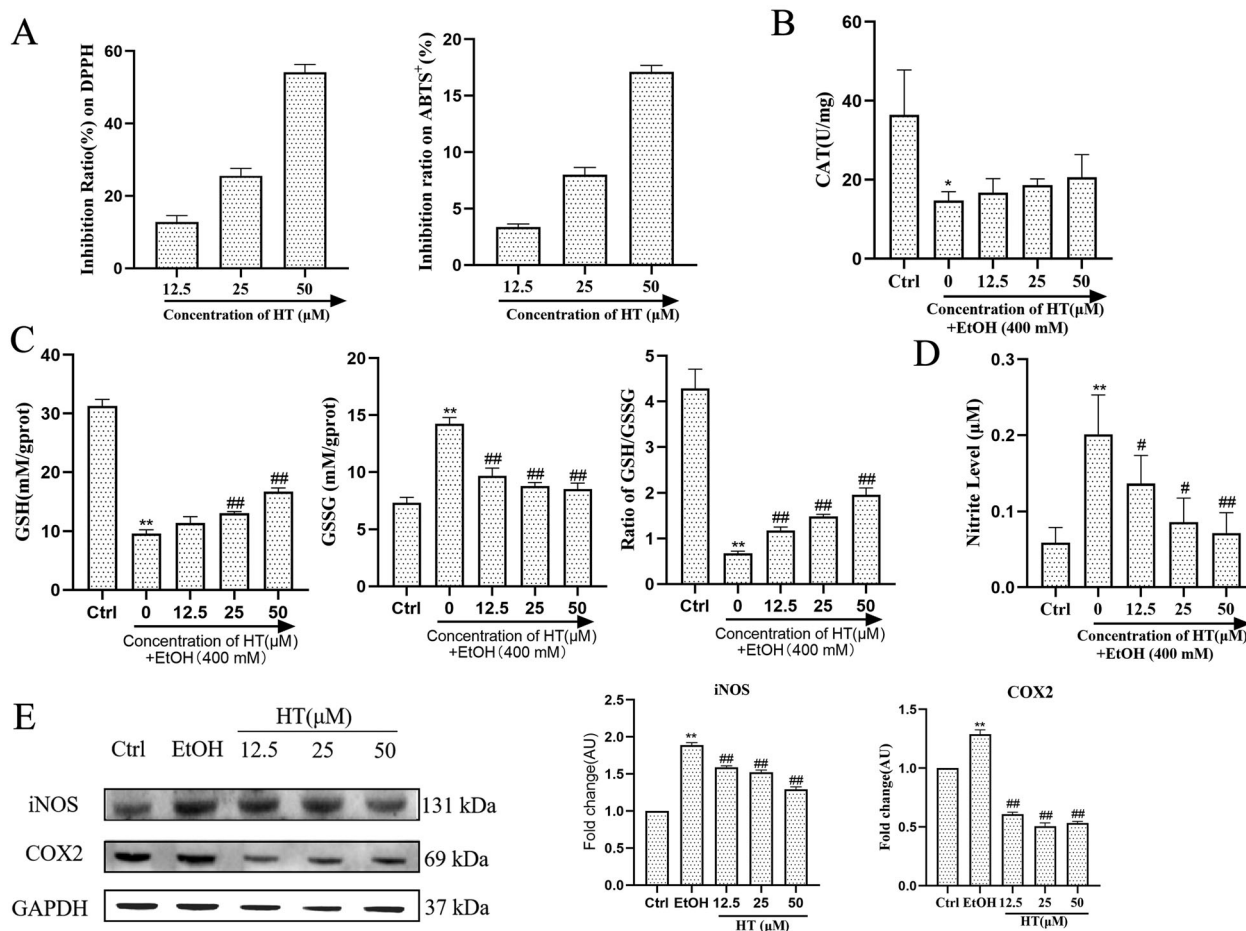 A
Inhibition Ratio(%) on DPPH
60
40
20
0
12.5 25 50
Concentration of HT (μM)
Inhibition ratio on ABTS⁺ (%)
20
15
10
5
0
12.5 25 50
Concentration of HT (μM)
B
CAT(U/mg)
60
40
20
0
*
Ctrl 0 12.5 25 50
Concentration of HT(μM)
+EtOH (400 mM)
C
GSH(mM/gprot)
40
30
20
10
0
** ## ##
Ctrl 0 12.5 25 50
Concentration of HT(μM)
+EtOH(400 mM)
GSSG (mM/gprot)
20
15
10
5
0
** ## ## ##
Ctrl 0 12.5 25 50
Concentration of HT(μM)
+EtOH(400 mM)
Ratio of GSH/GSSG
5
4
3
2
1
0
** ## ## ##
Ctrl 0 12.5 25 50
Concentration of HT(μM)
+EtOH(400 mM)
D
Nitrite Level (μM)
0.3
0.2
0.1
0.0
** # # ##
Ctrl 0 12.5 25 50
Concentration of HT(μM)
+EtOH (400 mM)
E
HT(μM)
Ctrl EtOH 12.5 25 50
iNOS 131 kDa
COX2 69 kDa
GAPDH 37 kDa
iNOS
Fold change(AU)
2.5
2.0
1.5
1.0
0.5
0.0
** ## ## ##
Ctrl EtOH 12.5 25 50
HT (μM)
COX2
Fold change(AU)
1.5
1.0
0.5
0.0
** ## ## ##
Ctrl EtOH 12.5 25 50
HT(μM)